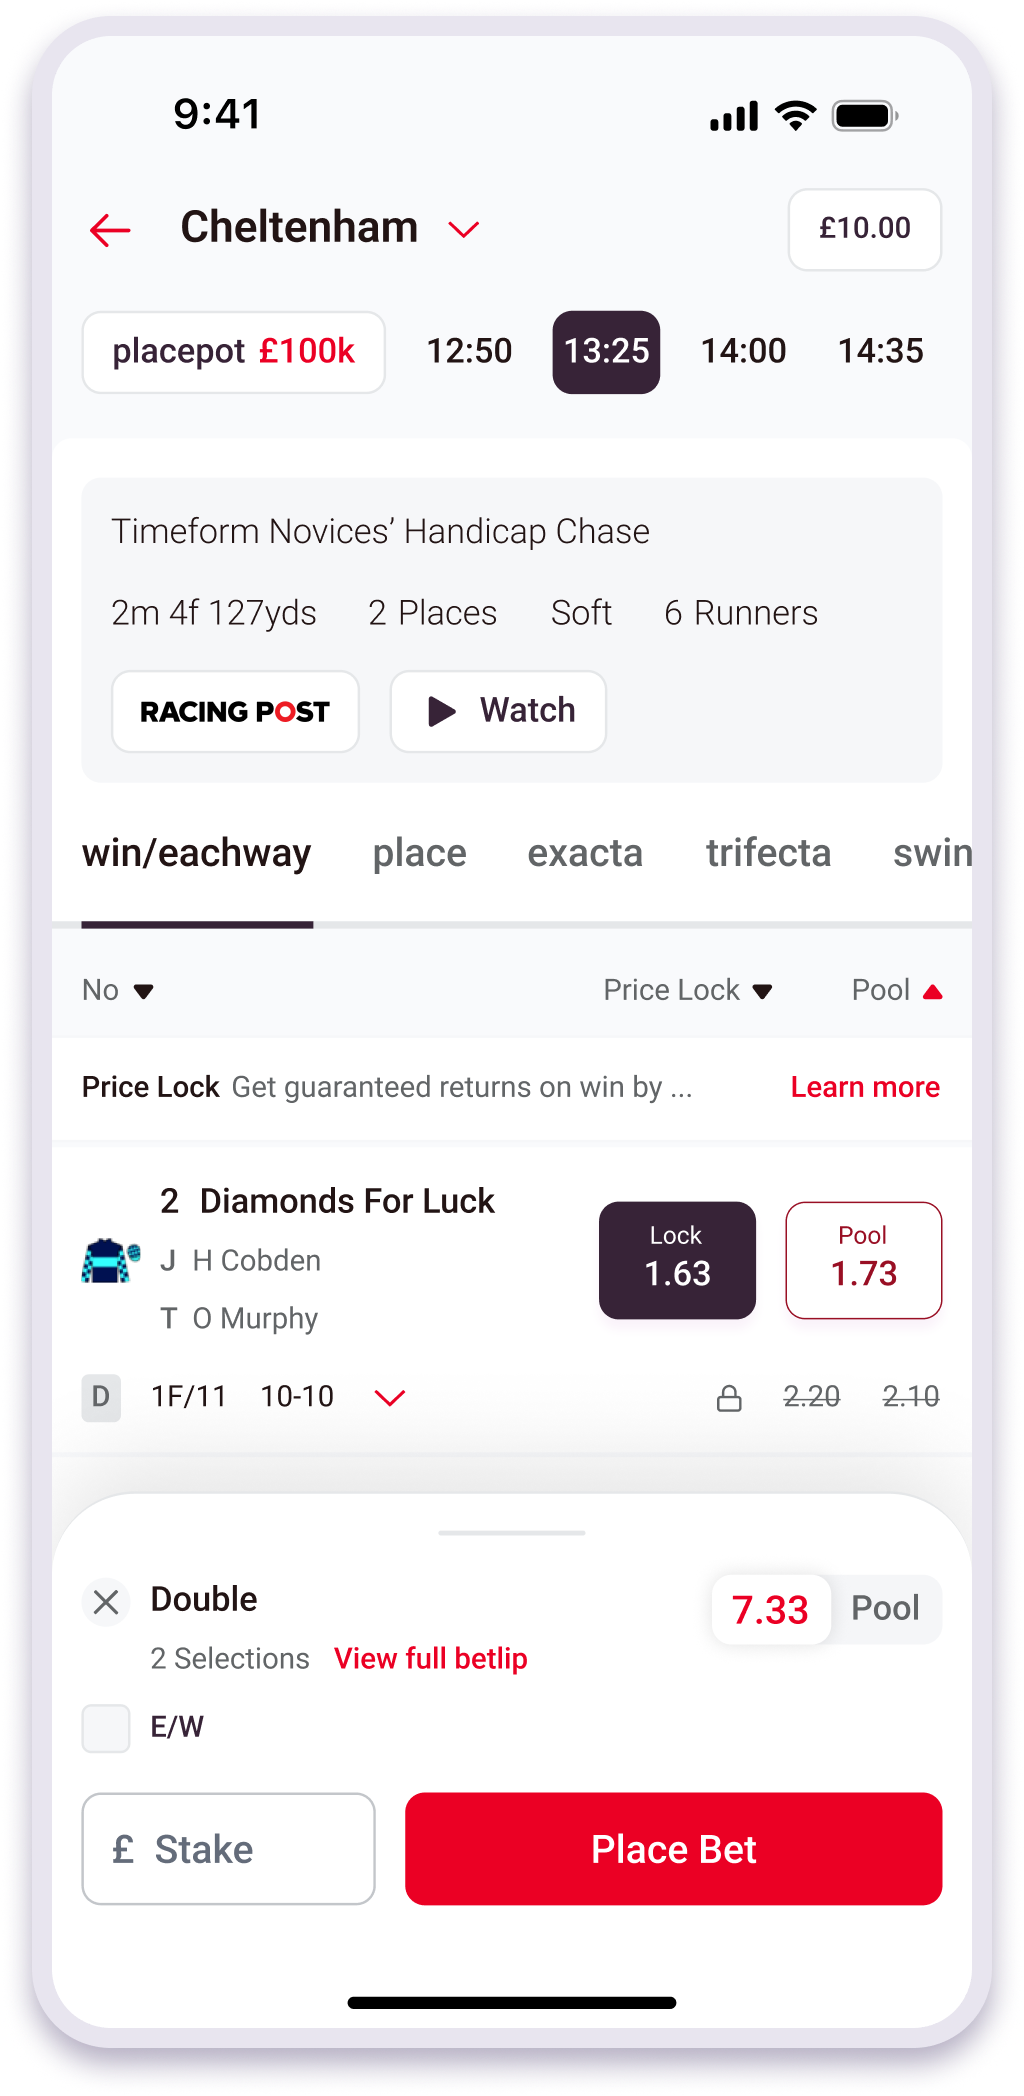 9:41
Cheltenham £10.00
placepot £100k 12:50 13:25 14:00 14:35
Timeform Novices’ Handicap Chase
2m 4f 127yds 2 Places Soft 6 Runners
RACING POST Watch
win/eachway place exacta trifecta swin
No Price Lock Pool
Price Lock Get guaranteed returns on win by ... Learn more
2 Diamonds For Luck
J H Cobden
T O Murphy
Lock
1.63
Pool
1.73
D 1F/11 10-10 2.20 2.10
Double 7.33 Pool
2 Selections View full betlip
E/W
£ Stake Place Bet